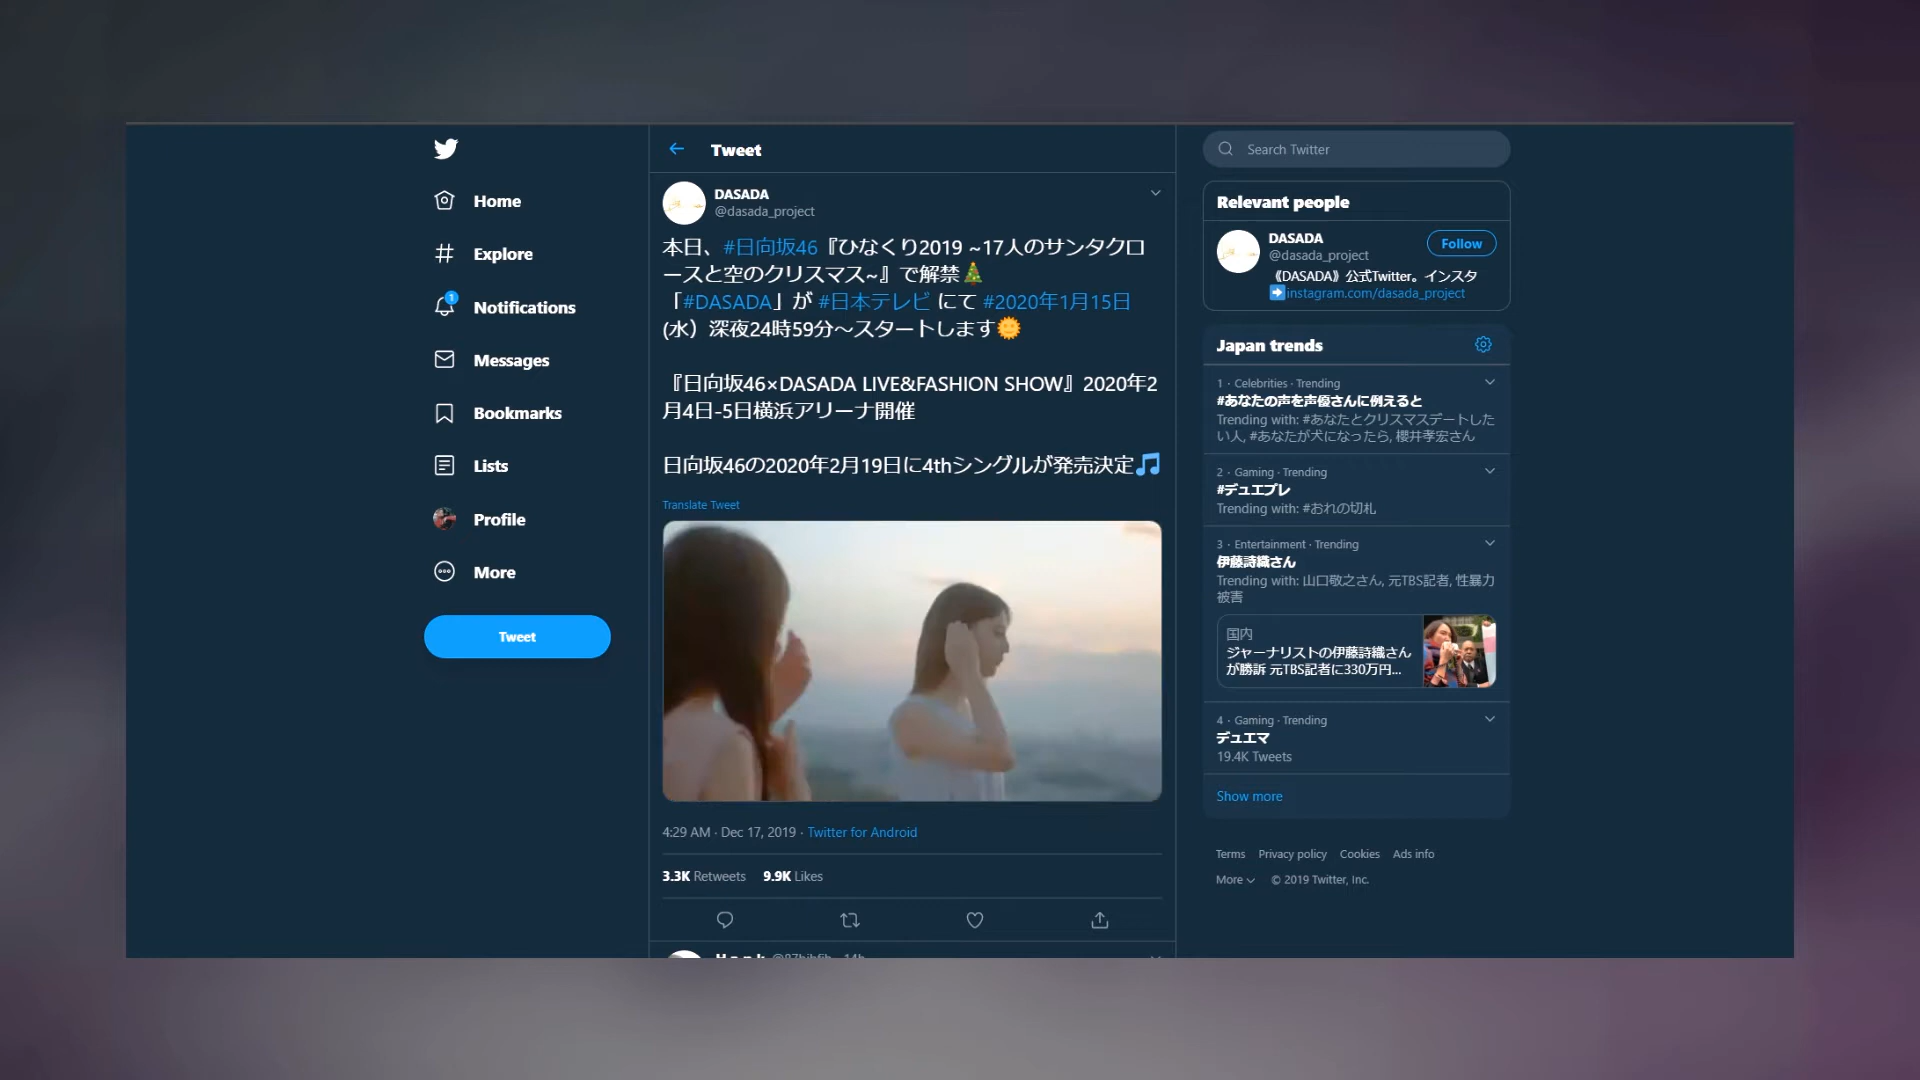 Home
Explore
1
Notifications
Messages
Bookmarks
Lists
Profile
More
Tweet
Tweet
DASADA
@dasada_project
本日、#日向坂46『ひなくり2019 ~17人のサンタクロ
ースと空のクリスマス~』で解禁🎄
「#DASADA」が #日本テレビ にて #2020年1月15日
(水）深夜24時59分〜スタートします🌞
『日向坂46×DASADA LIVE&FASHION SHOW』2020年2
月4日-5日横浜アリーナ開催
日向坂46の2020年2月19日に4thシングルが発売決定🎵
Translate Tweet
4:29 AM · Dec 17, 2019 · Twitter for Android
3.3K Retweets 9.9K Likes
Search Twitter
Relevant people
DASADA
@dasada_project
Follow
《DASADA》公式Twitter。インスタ
➡instagram.com/dasada_project
Japan trends
1 · Celebrities · Trending
#あなたの声を声優さんに例えると
Trending with: #あなたとクリスマスデートした
い人, #あなたが犬になったら, 櫻井孝宏さん
2 · Gaming · Trending
#デュエプレ
Trending with: #おれの切札
3 · Entertainment · Trending
伊藤詩織さん
Trending with: 山口敬之さん, 元TBS記者, 性暴力
被害
国内
ジャーナリストの伊藤詩織さん
が勝訴 元TBS記者に330万円...
4 · Gaming · Trending
デュエマ
19.4K Tweets
Show more
Terms Privacy policy Cookies Ads info
More © 2019 Twitter, Inc.